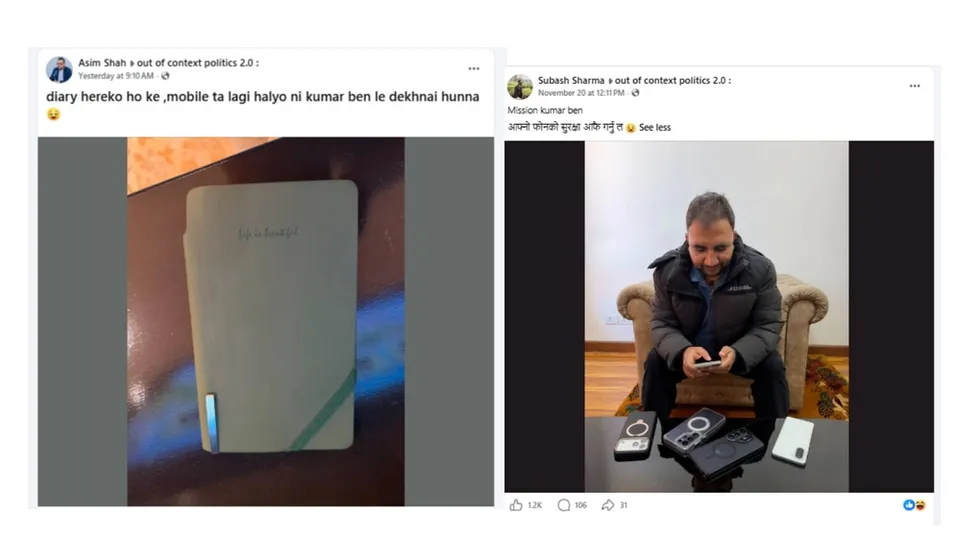 Asim Shah ▸ out of context politics 2.0 :
Yesterday at 9:10 AM ·
diary hereko ho ke ,mobile ta lagi halyo ni kumar ben le dekhnai hunna
life is beautiful
Subash Sharma ▸ out of context politics 2.0 :
November 20 at 12:11 PM ·
Mission kumar ben
आफ्नो फोनको सुरक्षा आफै गर्नु ल See less
1.2K 106 31